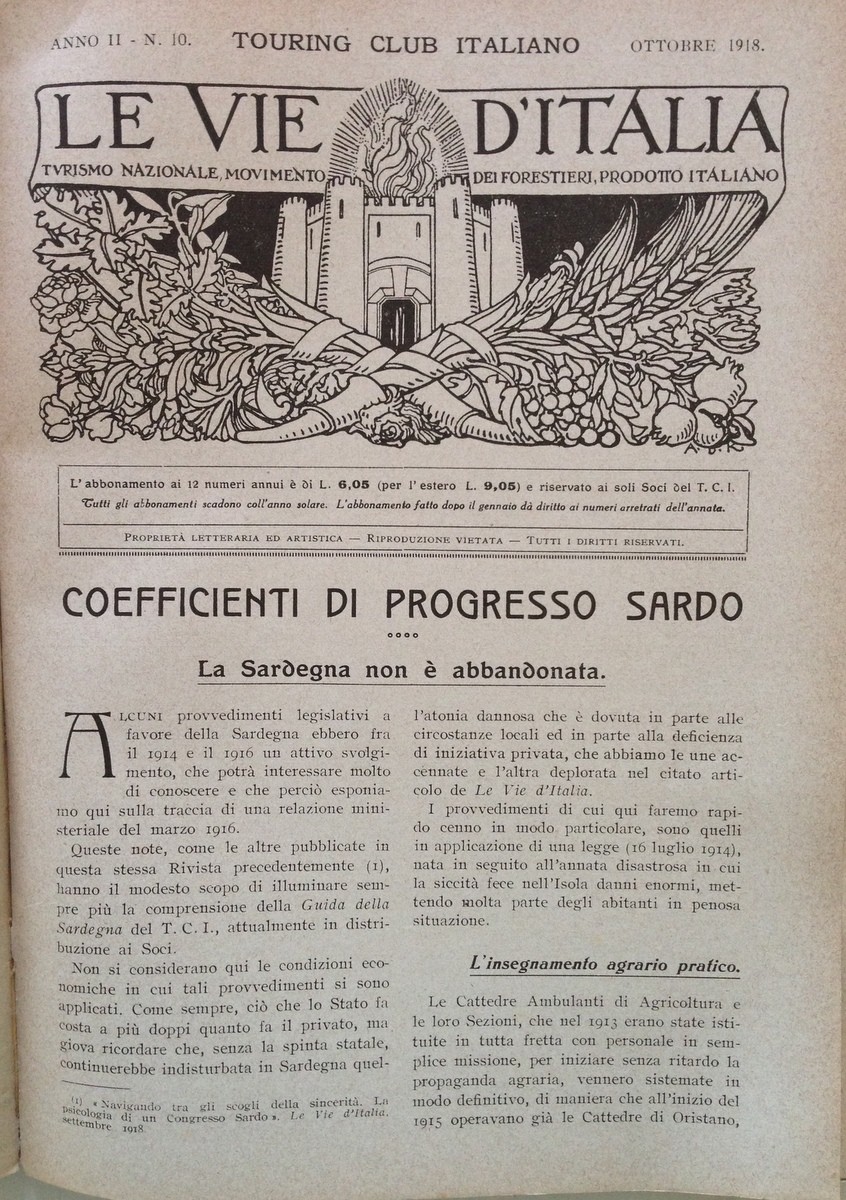 ANNO II - N. 10.
TOURING CLUB ITALIANO
OTTOBRE 1918.
LE VIE D'ITALIA
TVRISMO NAZIONALE, MOVIMENTO DEI FORESTIERI, PRODOTTO ITALIANO
L'abbonamento ai 12 numeri annui è di L. 6,05 (per l'estero L. 9,05) e riservato ai soli Soci del T. C. I.
Tutti gli abbonamenti scadono coll'anno solare. L'abbonamento fatto dopo il gennaio dà diritto ai numeri arretrati dell'annata.
PROPRIETÀ LETTERARIA ED ARTISTICA — RIPRODUZIONE VIETATA — TUTTI I DIRITTI RISERVATI.
COEFFICIENTI DI PROGRESSO SARDO
La Sardegna non è abbandonata.
ALCUNI provvedimenti legislativi a
favore della Sardegna ebbero fra
il 1914 e il 1916 un attivo svolgi-
mento, che potrà interessare molto
di conoscere e che perciò esponia-
mo qui sulla traccia di una relazione mini-
steriale del marzo 1916.
Queste note, come le altre pubblicate in
questa stessa Rivista precedentemente (1),
hanno il modesto scopo di illuminare sem-
pre più la comprensione della Guida della
Sardegna del T. C. I., attualmente in distri-
buzione ai Soci.
Non si considerano qui le condizioni eco-
nomiche in cui tali provvedimenti si sono
applicati. Come sempre, ciò che lo Stato fa
costa a più doppi quanto fa il privato, ma
giova ricordare che, senza la spinta statale,
continuerebbe indisturbata in Sardegna quel-
(1) « Navigando tra gli scogli della sincerità. La
psicologia di un Congresso Sardo ». Le Vie d'Italia,
settembre 1918.
l'atonia dannosa che è dovuta in parte alle
circostanze locali ed in parte alla deficienza
di iniziativa privata, che abbiamo le une ac-
cennate e l'altra deplorata nel citato arti-
colo de Le Vie d'Italia.
I provvedimenti di cui qui faremo rapi-
do cenno in modo particolare, sono quelli
in applicazione di una legge (16 luglio 1914),
nata in seguito all'annata disastrosa in cui
la siccità fece nell'Isola danni enormi, met-
tendo molta parte degli abitanti in penosa
situazione.
L'insegnamento agrario pratico.
Le Cattedre Ambulanti di Agricoltura e
le loro Sezioni, che nel 1913 erano state isti-
tuite in tutta fretta con personale in sem-
plice missione, per iniziare senza ritardo la
propaganda agraria, vennero sistemate in
modo definitivo, di maniera che all'inizio del
1915 operavano già le Cattedre di Oristano,